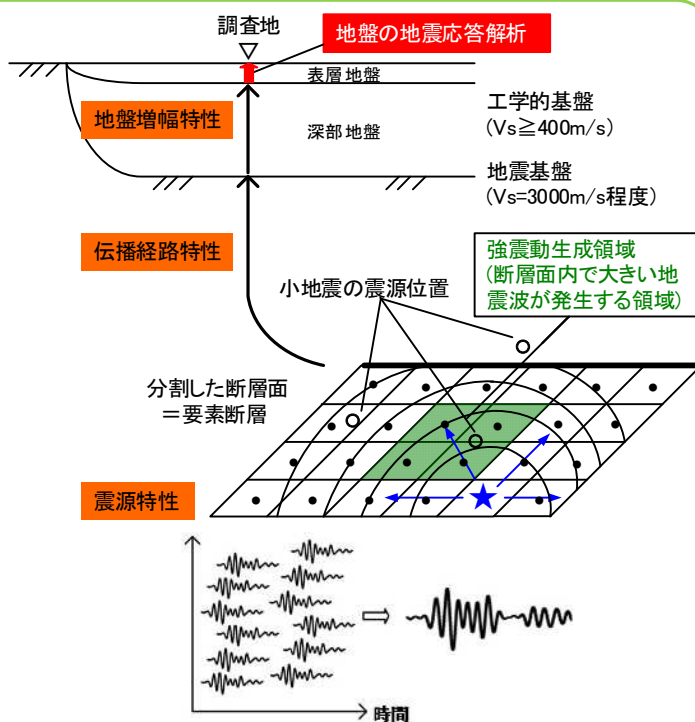 調査地
地盤の地震応答解析
表層地盤
地盤増幅特性
深部地盤
工学的基盤
(Vs≧400m/s)
地震基盤
(Vs=3000m/s程度)
伝播経路特性
強震動生成領域
(断層面内で大きい地
震波が発生する領域)
小地震の震源位置
分割した断層面
=要素断層
震源特性
時間